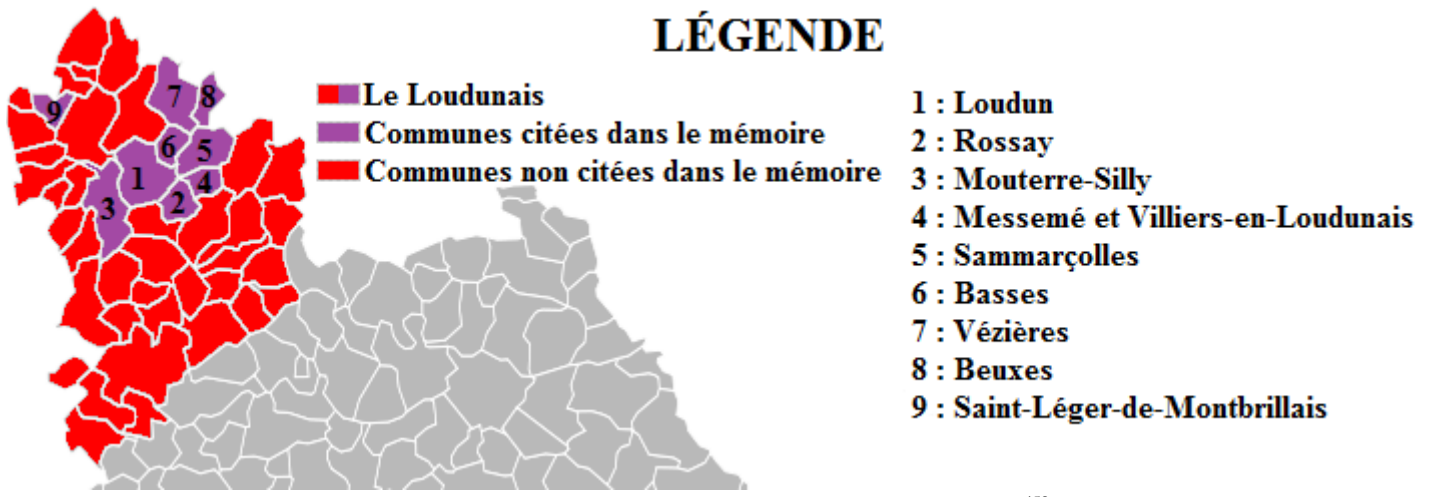 LÉGENDE
Le Loudunais
Communes citées dans le mémoire
Communes non citées dans le mémoire
1 : Loudun
2 : Rossay
3 : Mouterre-Silly
4 : Messemé et Villiers-en-Loudunais
5 : Sammarçolles
6 : Basses
7 : Vézières
8 : Beuxes
9 : Saint-Léger-de-Montbrillais
7
8
9
6
5
1
4
2
3